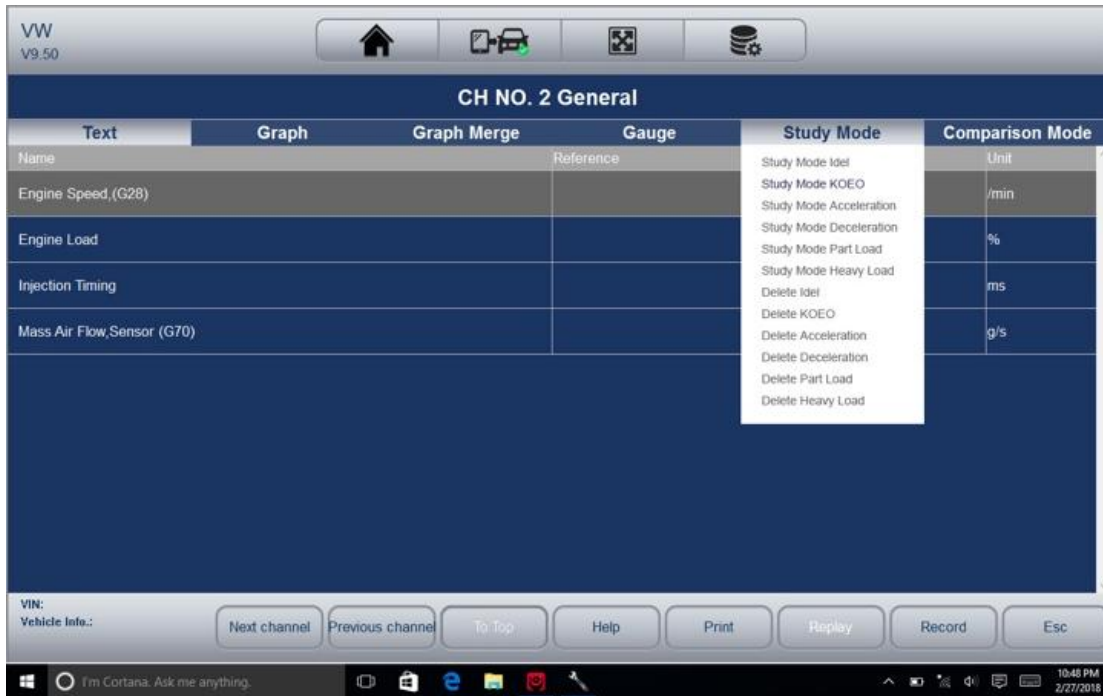 VW
V9.50
CH NO. 2 General
Text Graph Graph Merge Gauge Study Mode Comparison Mode
Name Reference Unit
Engine Speed,(G28) /min
Engine Load %
Injection Timing ms
Mass Air Flow,Sensor (G70) g/s
Study Mode Idel
Study Mode KOEO
Study Mode Acceleration
Study Mode Deceleration
Study Mode Part Load
Study Mode Heavy Load
Delete Idel
Delete KOEO
Delete Acceleration
Delete Deceleration
Delete Part Load
Delete Heavy Load
VIN:
Vehicle Info.:
Next channel Previous channel To Top Help Print Replay Record Esc
I'm Cortana. Ask me anything.
10:48 PM
2/27/2018